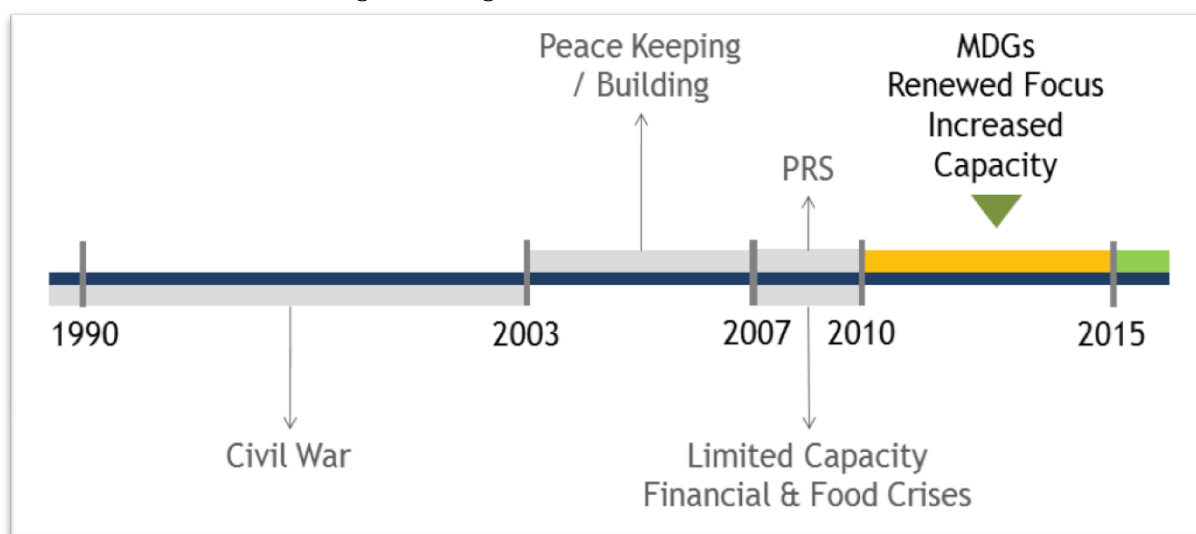 Peace Keeping
/ Building
MDGs
Renewed Focus
Increased
Capacity
PRS
1990
2003
2007
2010
2015
Civil War
Limited Capacity
Financial & Food Crises